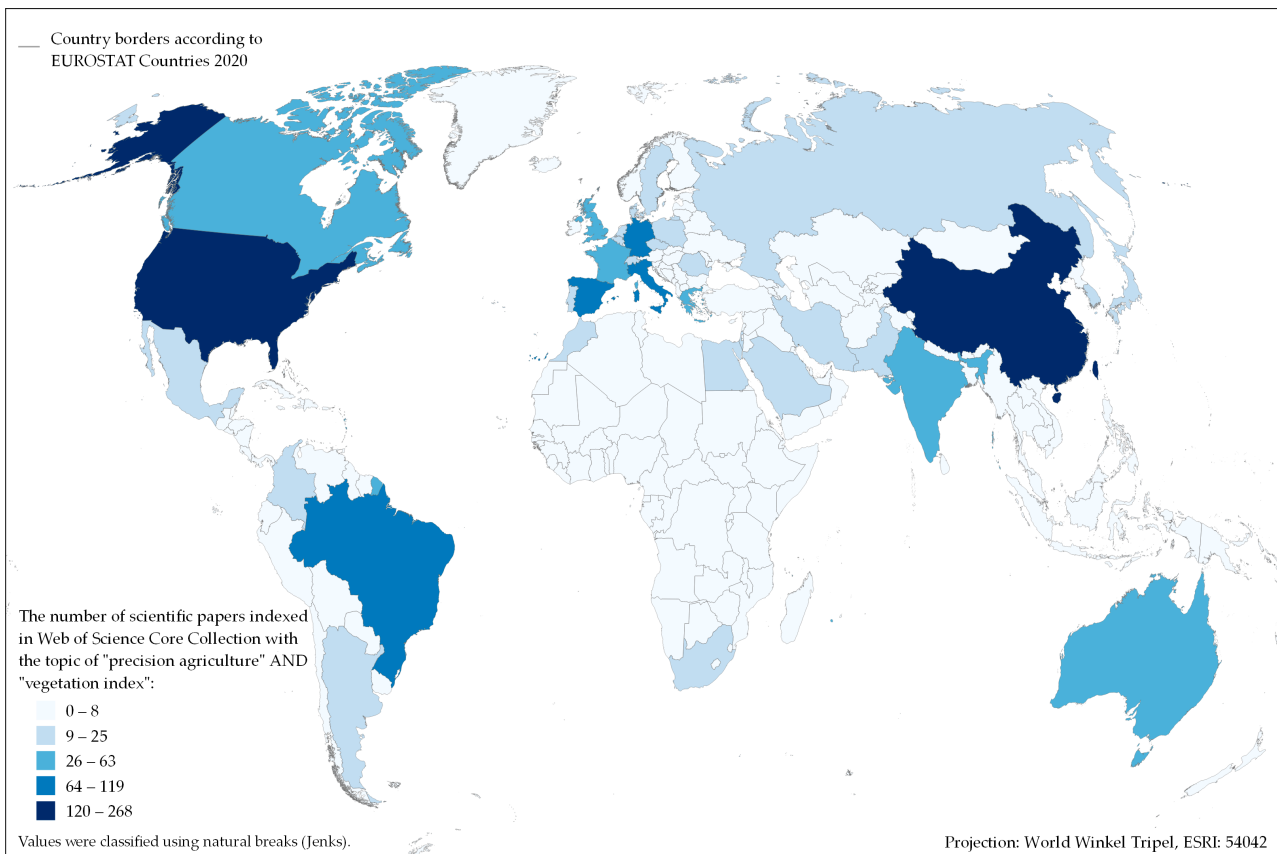 Country borders according to
EUROSTAT Countries 2020
The number of scientific papers indexed
in Web of Science Core Collection with
the topic of "precision agriculture" AND
"vegetation index":
0 – 8
9 – 25
26 – 63
64 – 119
120 – 268
Values were classified using natural breaks (Jenks).
Projection: World Winkel Tripel, ESRI: 54042